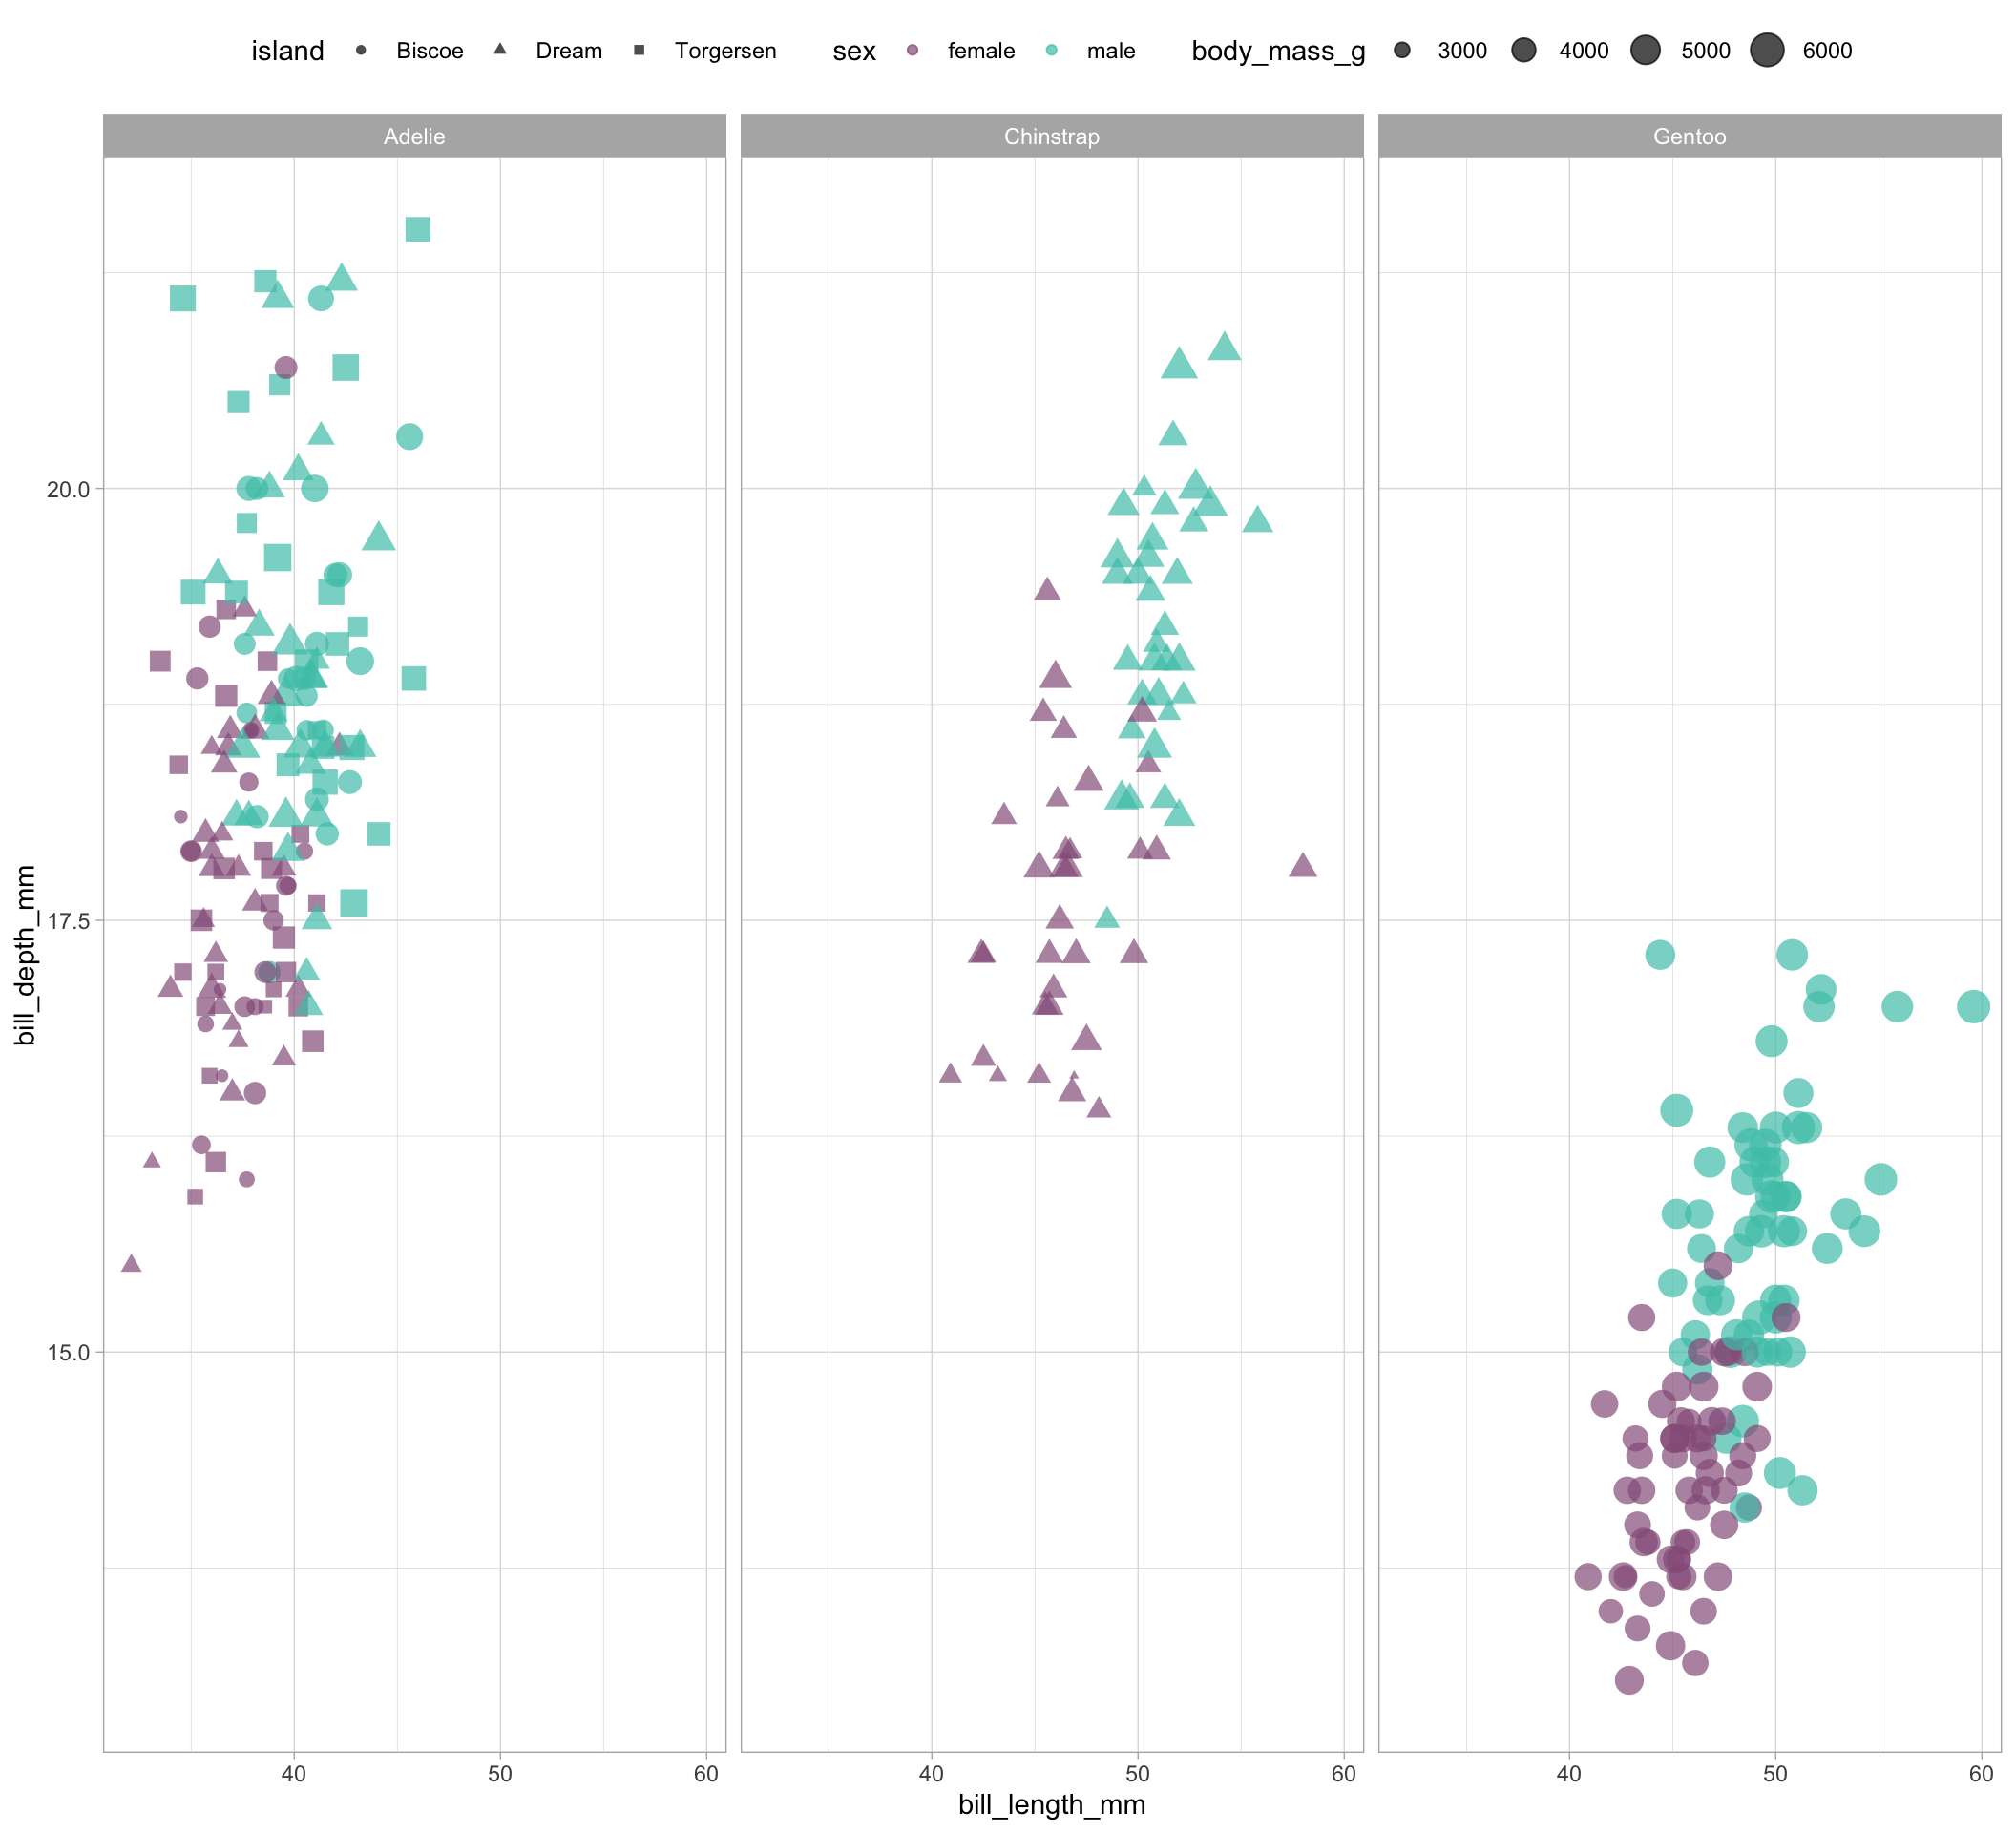 island Biscoe Dream Torgersen sex female male body_mass_g 3000 4000 5000 6000
Adelie Chinstrap Gentoo
bill_depth_mm
20.0
17.5
15.0
40 50 60 40 50 60 40 50 60
bill_length_mm